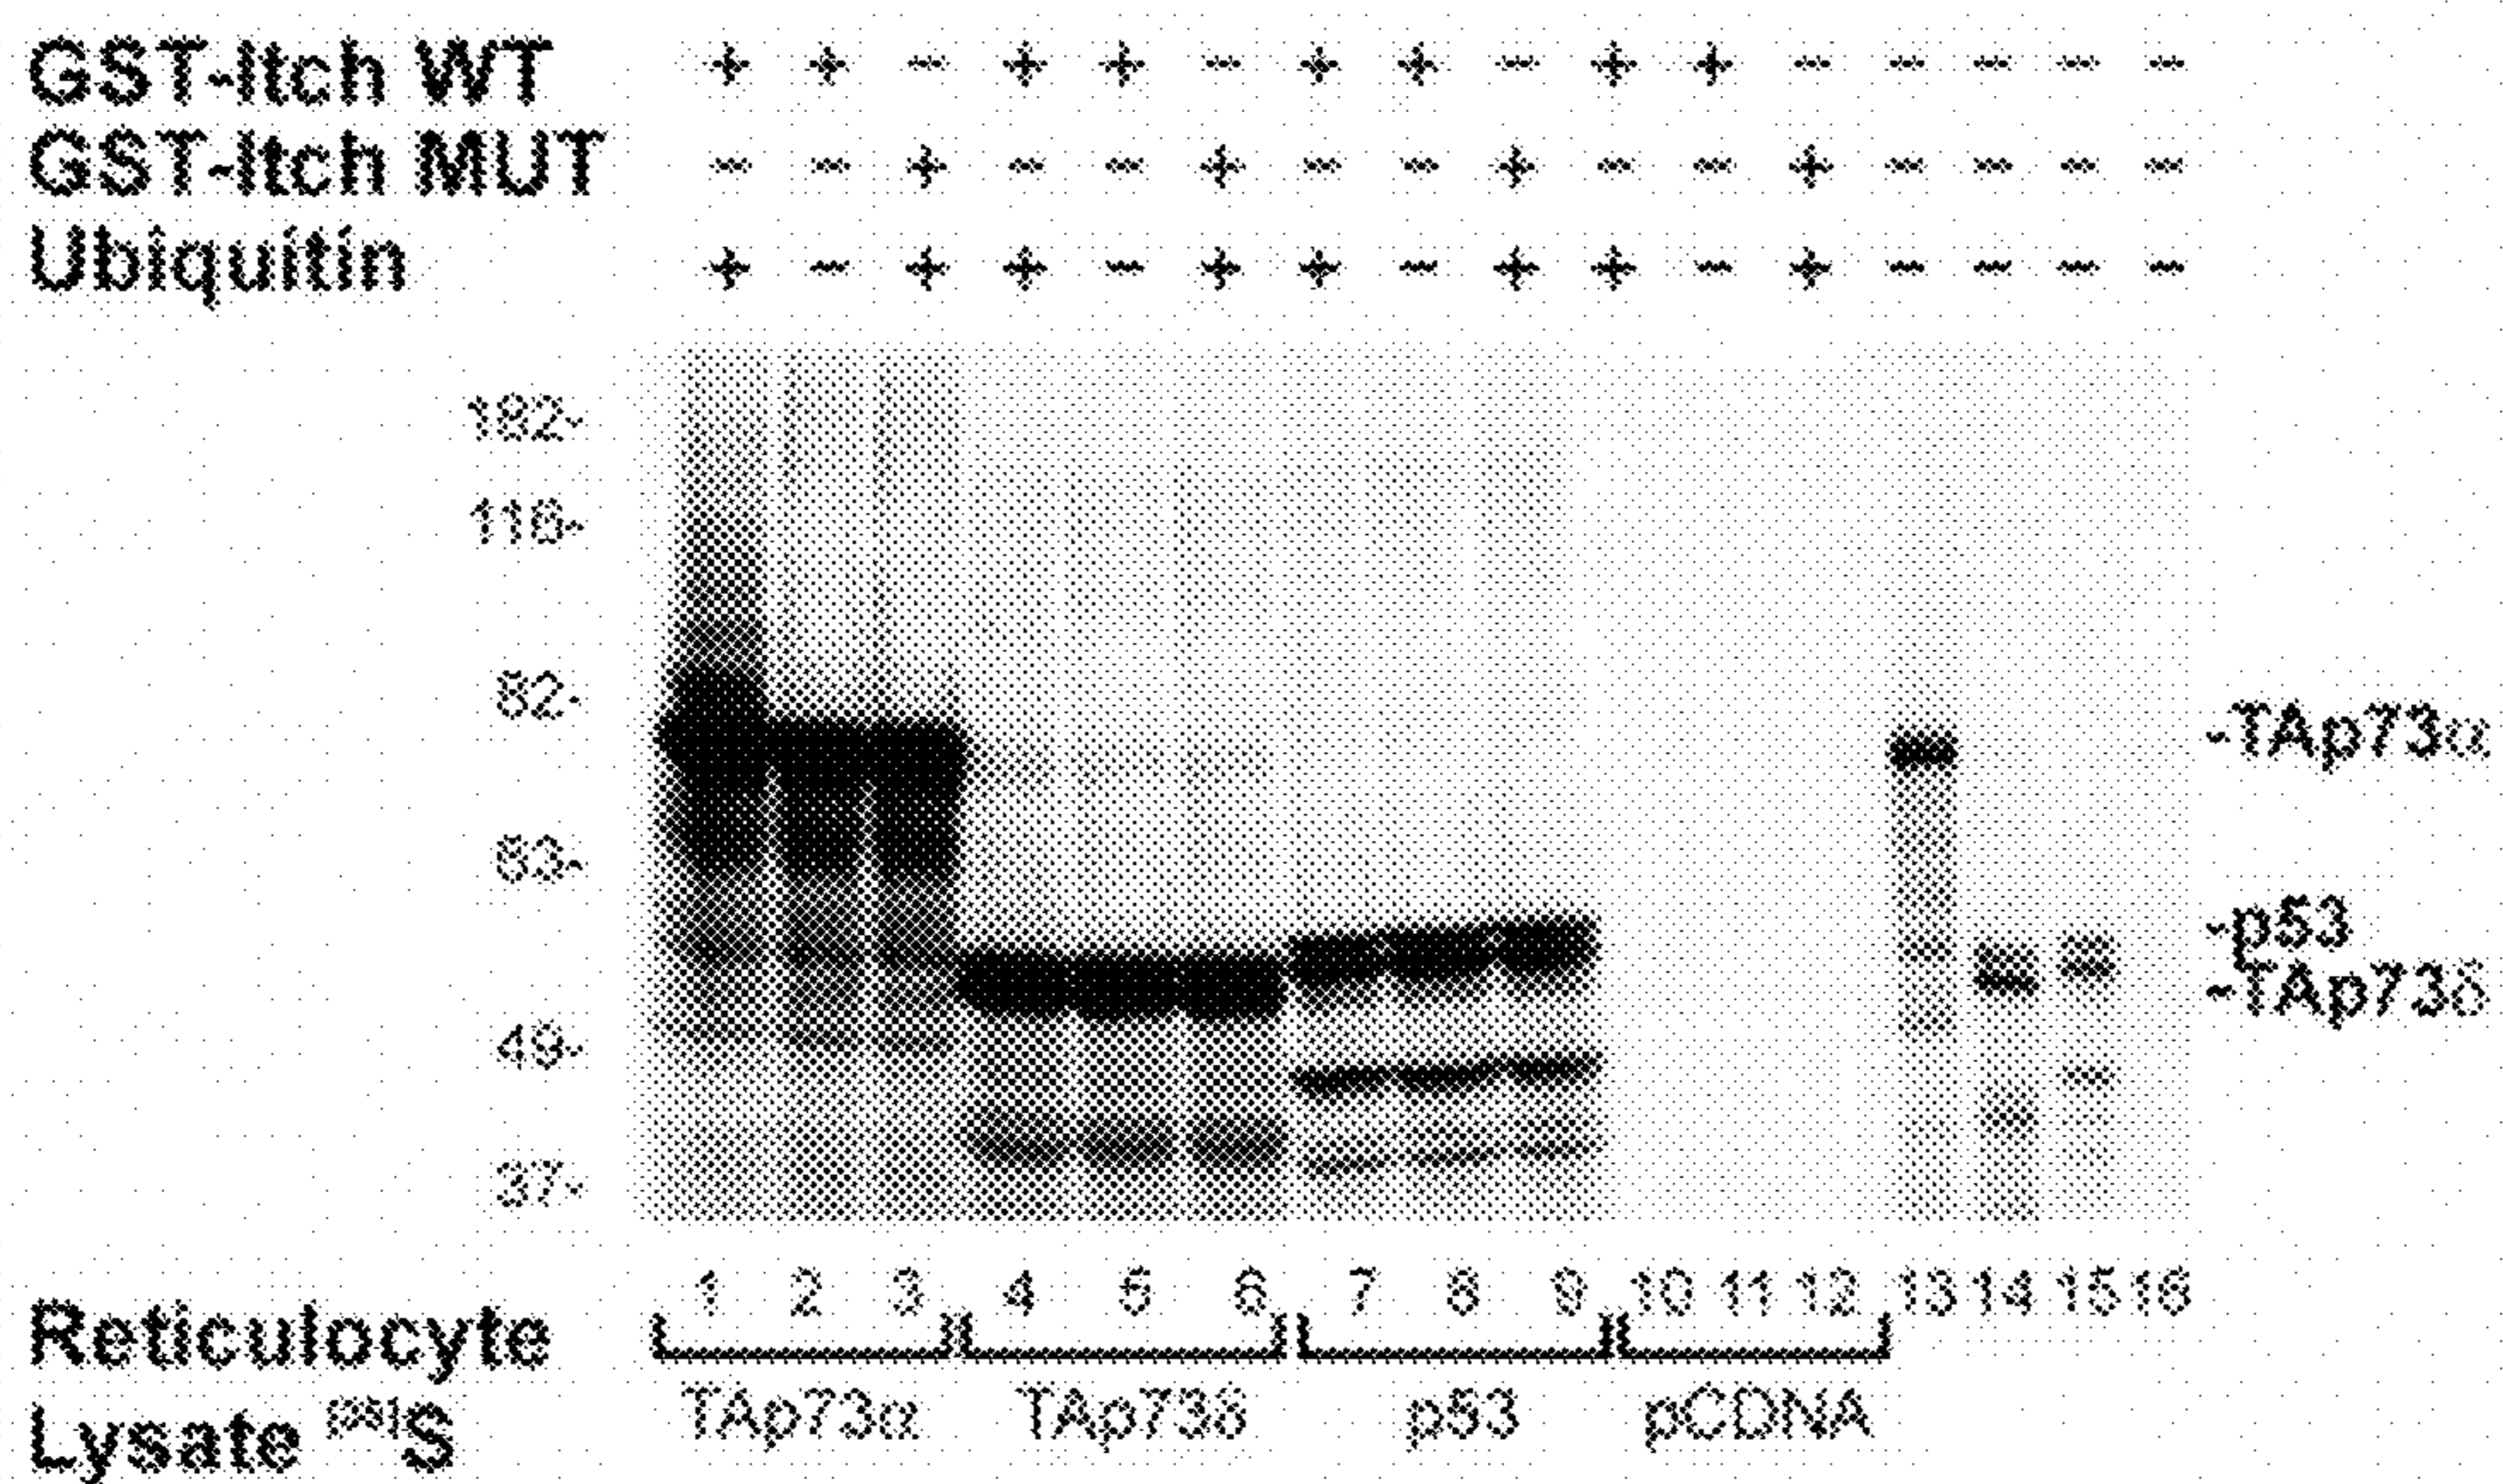 GST-Itch WT + + - + + - + + - + + - - - - -
GST-Itch MUT - - + - - + - - + - - + - - - -
Ubiquitin + - + + - + + - + + - + - - - -
182-
116-
82-
-TAp73α
63-
-p53
-TAp73δ
49-
37-
1 2 3 4 5 6 7 8 9 10 11 12 13 14 15 16
Reticulocyte
Lysate S
TAp73α TAp73δ p53 pCDNA